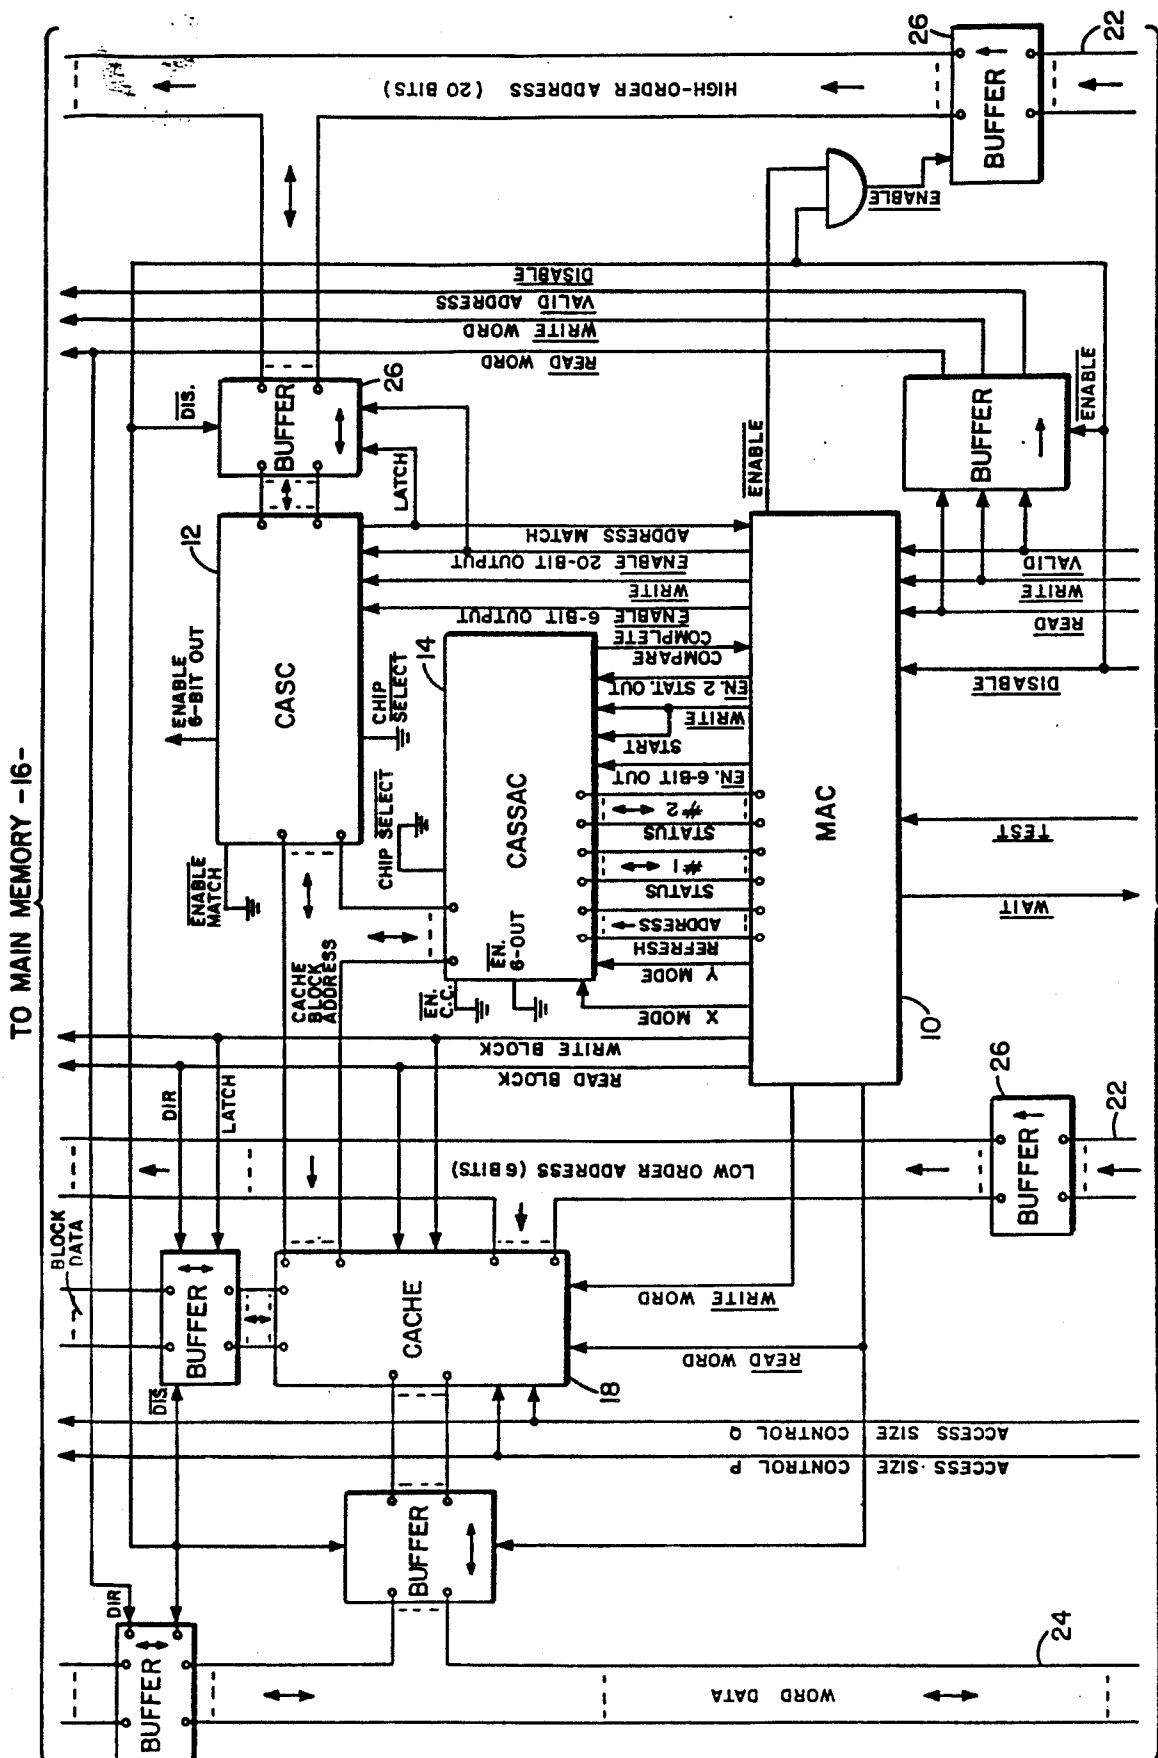 TO MAIN MEMORY -16-
26
22
BUFFER
HIGH-ORDER ADDRESS (20 BITS)
ENABLE
DISABLE
VALID ADDRESS
WRITE WORD
READ WORD
DIS.
BUFFER
26
LATCH
ENABLE
BUFFER
ENABLE
12
CASC
ENABLE
6-BIT OUT
CHIP
SELECT
ENABLE
MATCH
ADDRESS MATCH
ENABLE 20-BIT OUTPUT
WRITE
ENABLE 6-BIT OUTPUT
VALID
WRITE
READ
DISABLE
14
CASSAC
CHIP SELECT
COMPARE
COMPLETE
EN. 2 STAT. OUT
WRITE
START
EN. 6-BIT OUT
STATUS
#2
STATUS
#1
REFRESH
ADDRESS
Y MODE
X MODE
EN.
6-OUT
EN.
C.C.
MAC
10
TEST
WAIT
CACHE
BLOCK
ADDRESS
WRITE BLOCK
READ BLOCK
DIR
LATCH
LOW ORDER ADDRESS (6BITS)
26
BUFFER
22
BLOCK
DATA
BUFFER
DIS.
CACHE
18
WRITE WORD
READ WORD
ACCESS SIZE CONTROL Q
ACCESS SIZE CONTROL P
BUFFER
DIR
BUFFER
WORD DATA
24